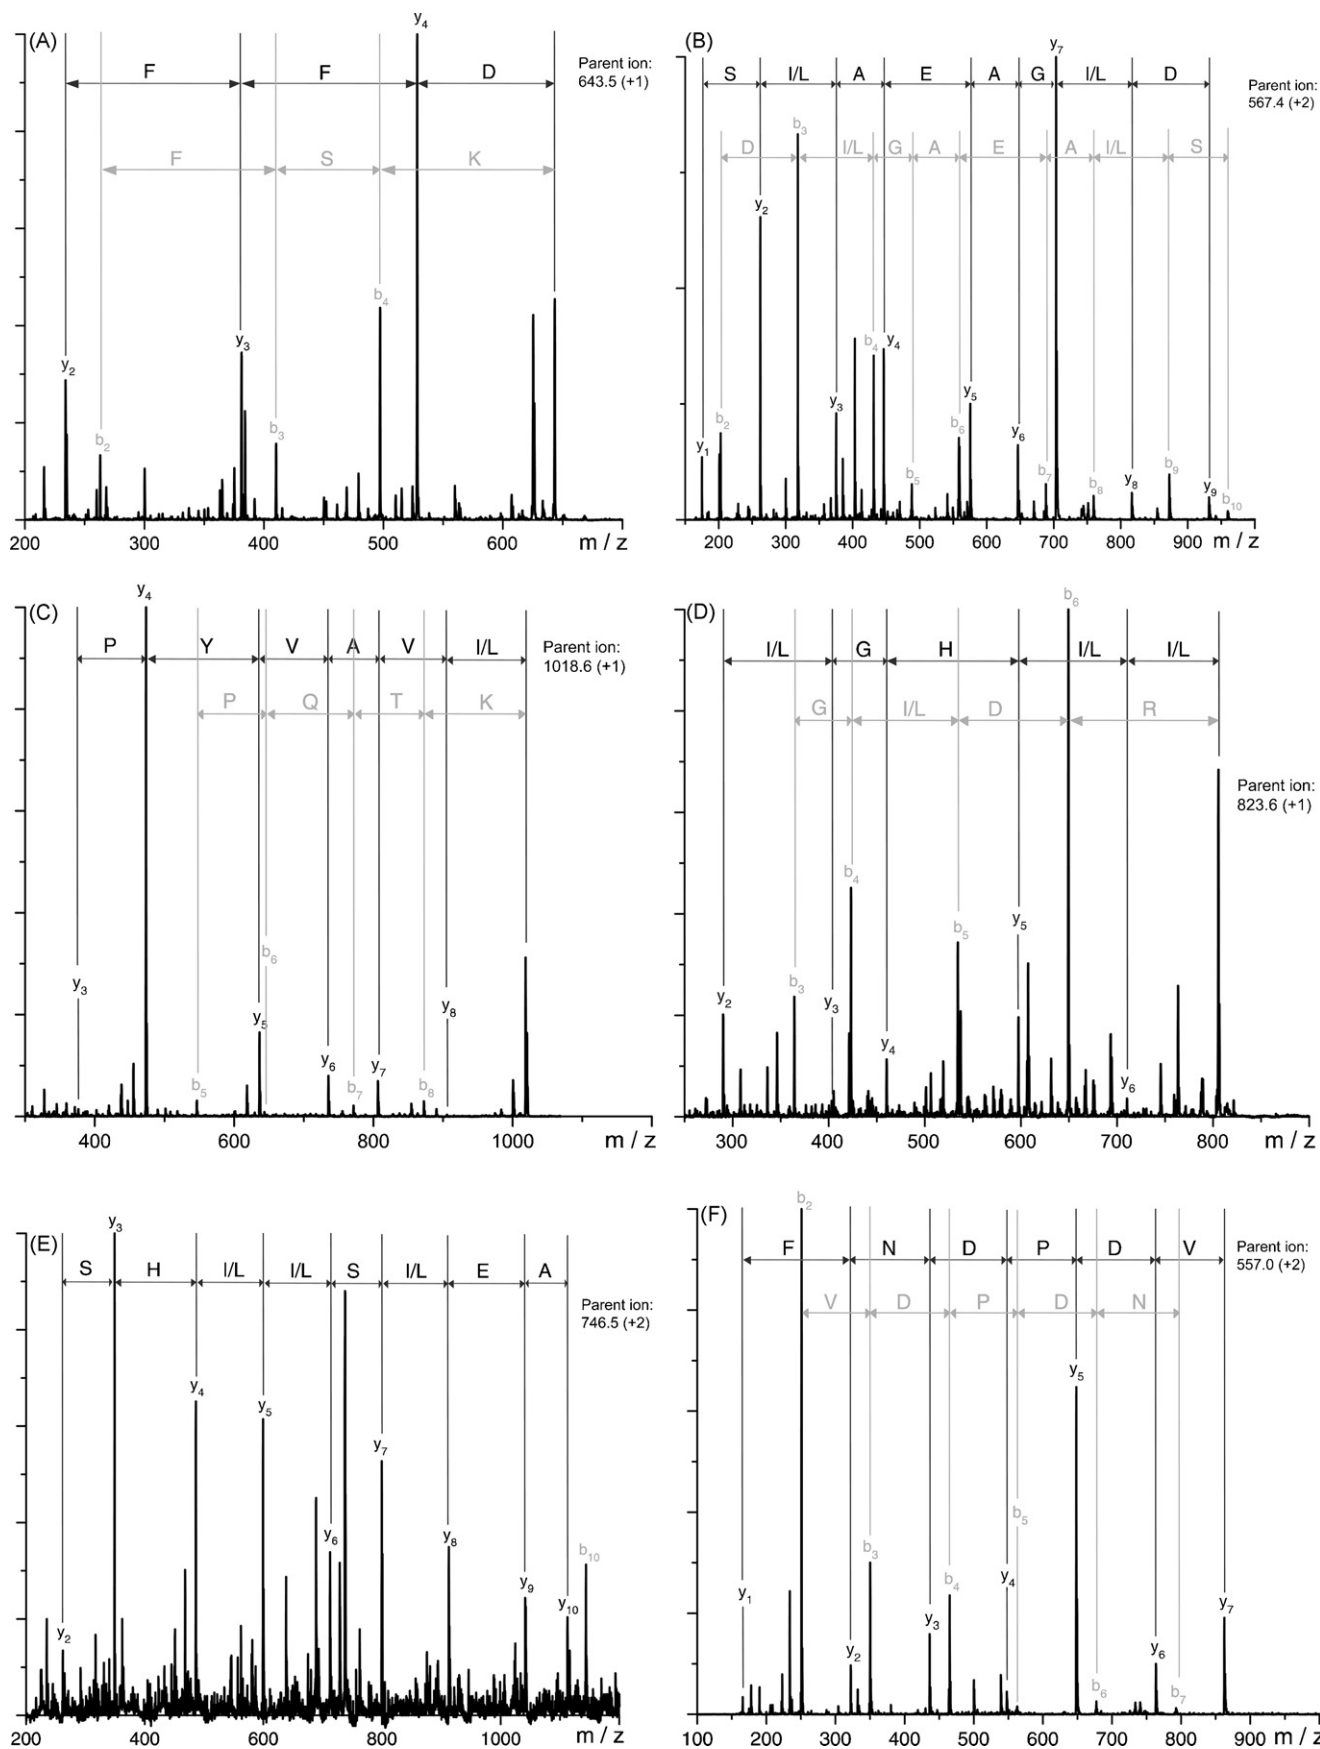 (A)
y4
F F D
Parent ion:
643.5 (+1)
F S K
b4
y3
y2
b3
b2
200 300 400 500 600 m / z
(B)
y7
S I/L A E A G I/L D
Parent ion:
567.4 (+2)
b3
D I/L G A E A I/L S
y2
b4 y4
y3
y5
b2
b6
y1
y6
b5 b7 b9
b8 y8 y9 b10
200 300 400 500 600 700 800 900 m / z
(C)
y4
P Y V A V I/L
Parent ion:
1018.6 (+1)
P Q T K
b6
y3
y8
y5
y6 y7
b5 b7 b8
400 600 800 1000 m / z
(D)
b6
I/L G H I/L I/L
G I/L D R
Parent ion:
823.6 (+1)
b4
b5 y5
b3
y2 y3
y4
y6
300 400 500 600 700 800 m / z
(E)
y3
S H I/L I/L S I/L E A
Parent ion:
746.5 (+2)
y4
y5
y7
y6 y8
b10
y9
y10
y2
200 400 600 800 1000 1200
(F)
b2
F N D P D V
Parent ion:
557.0 (+2)
V D P D N
y5
b5
b3
y1 b4 y4
y7
y3
y2 y6
b6 b7
100 200 300 400 500 600 700 800 900 m / z